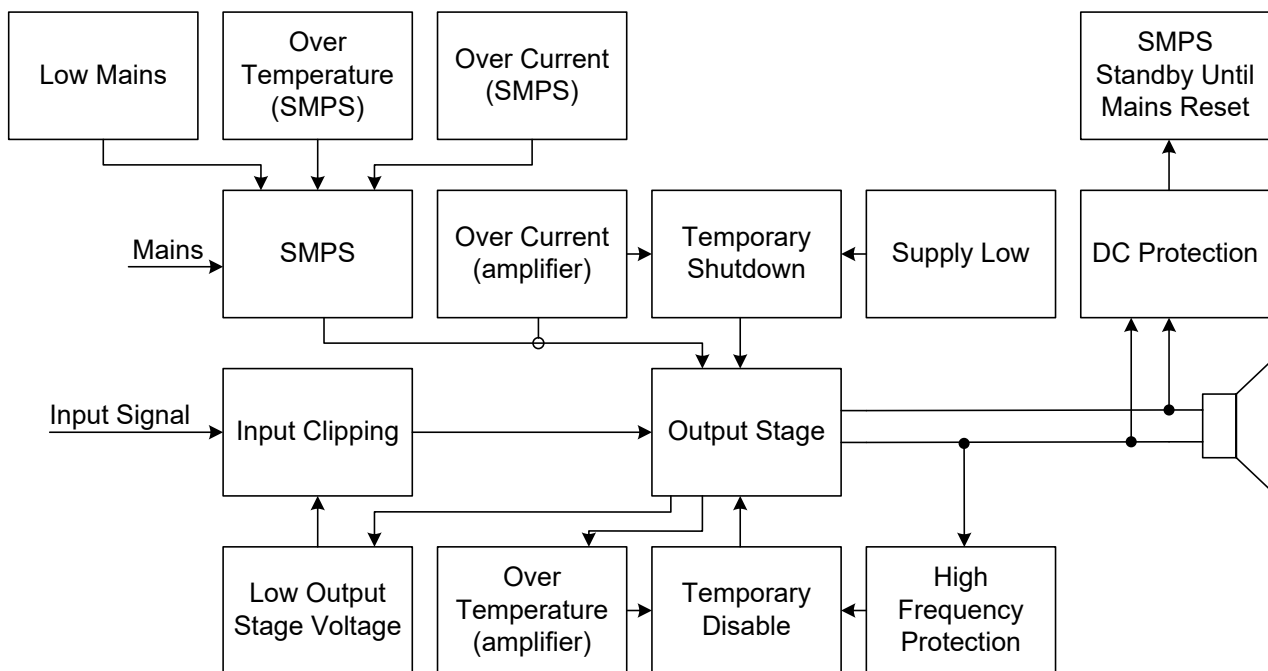 Low Mains
Over
Temperature
(SMPS)
Over Current
(SMPS)
SMPS
Standby Until
Mains Reset
Mains
SMPS
Over Current
(amplifier)
Temporary
Shutdown
Supply Low
DC Protection
Input Signal
Input Clipping
Output Stage
Low Output
Stage Voltage
Over
Temperature
(amplifier)
Temporary
Disable
High
Frequency
Protection